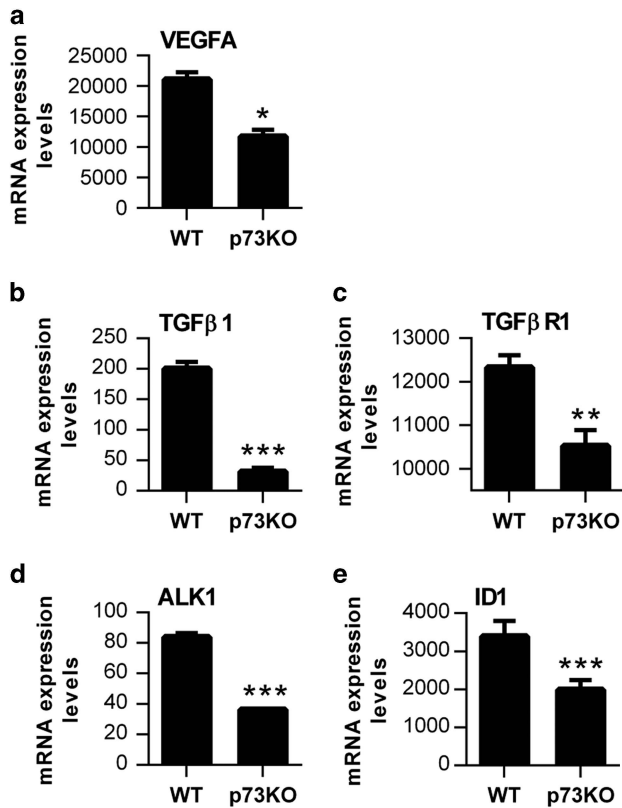 a
VEGFA
mRNA expression
levels
25000
20000
15000
10000
5000
0
*
WT p73KO
b
TGFβ 1
mRNA expression
levels
250
200
150
100
50
0
***
WT p73KO
c
TGFβ R1
mRNA expression
levels
13000
12000
11000
10000
**
WT p73KO
d
ALK1
mRNA expression
levels
100
80
60
40
20
0
***
WT p73KO
e
ID1
mRNA expression
levels
4000
3000
2000
1000
0
***
WT p73KO